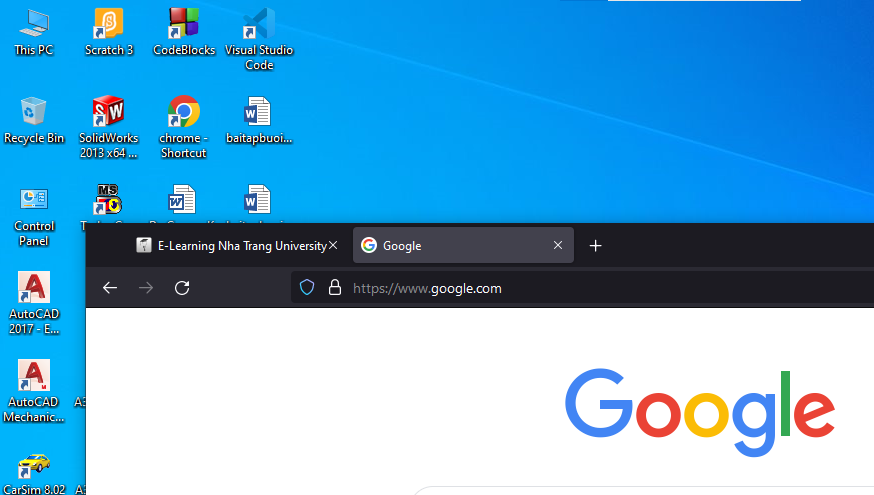 This PC
Scratch 3
CodeBlocks
Visual Studio
Code
Recycle Bin
SolidWorks
2013 x64 ...
chrome -
Shortcut
baitapbuoi...
Control
Panel
E-Learning Nha Trang University
Google
https://www.google.com
AutoCAD
2017 - E...
Google
AutoCAD
Mechanic...
CarSim 8.02